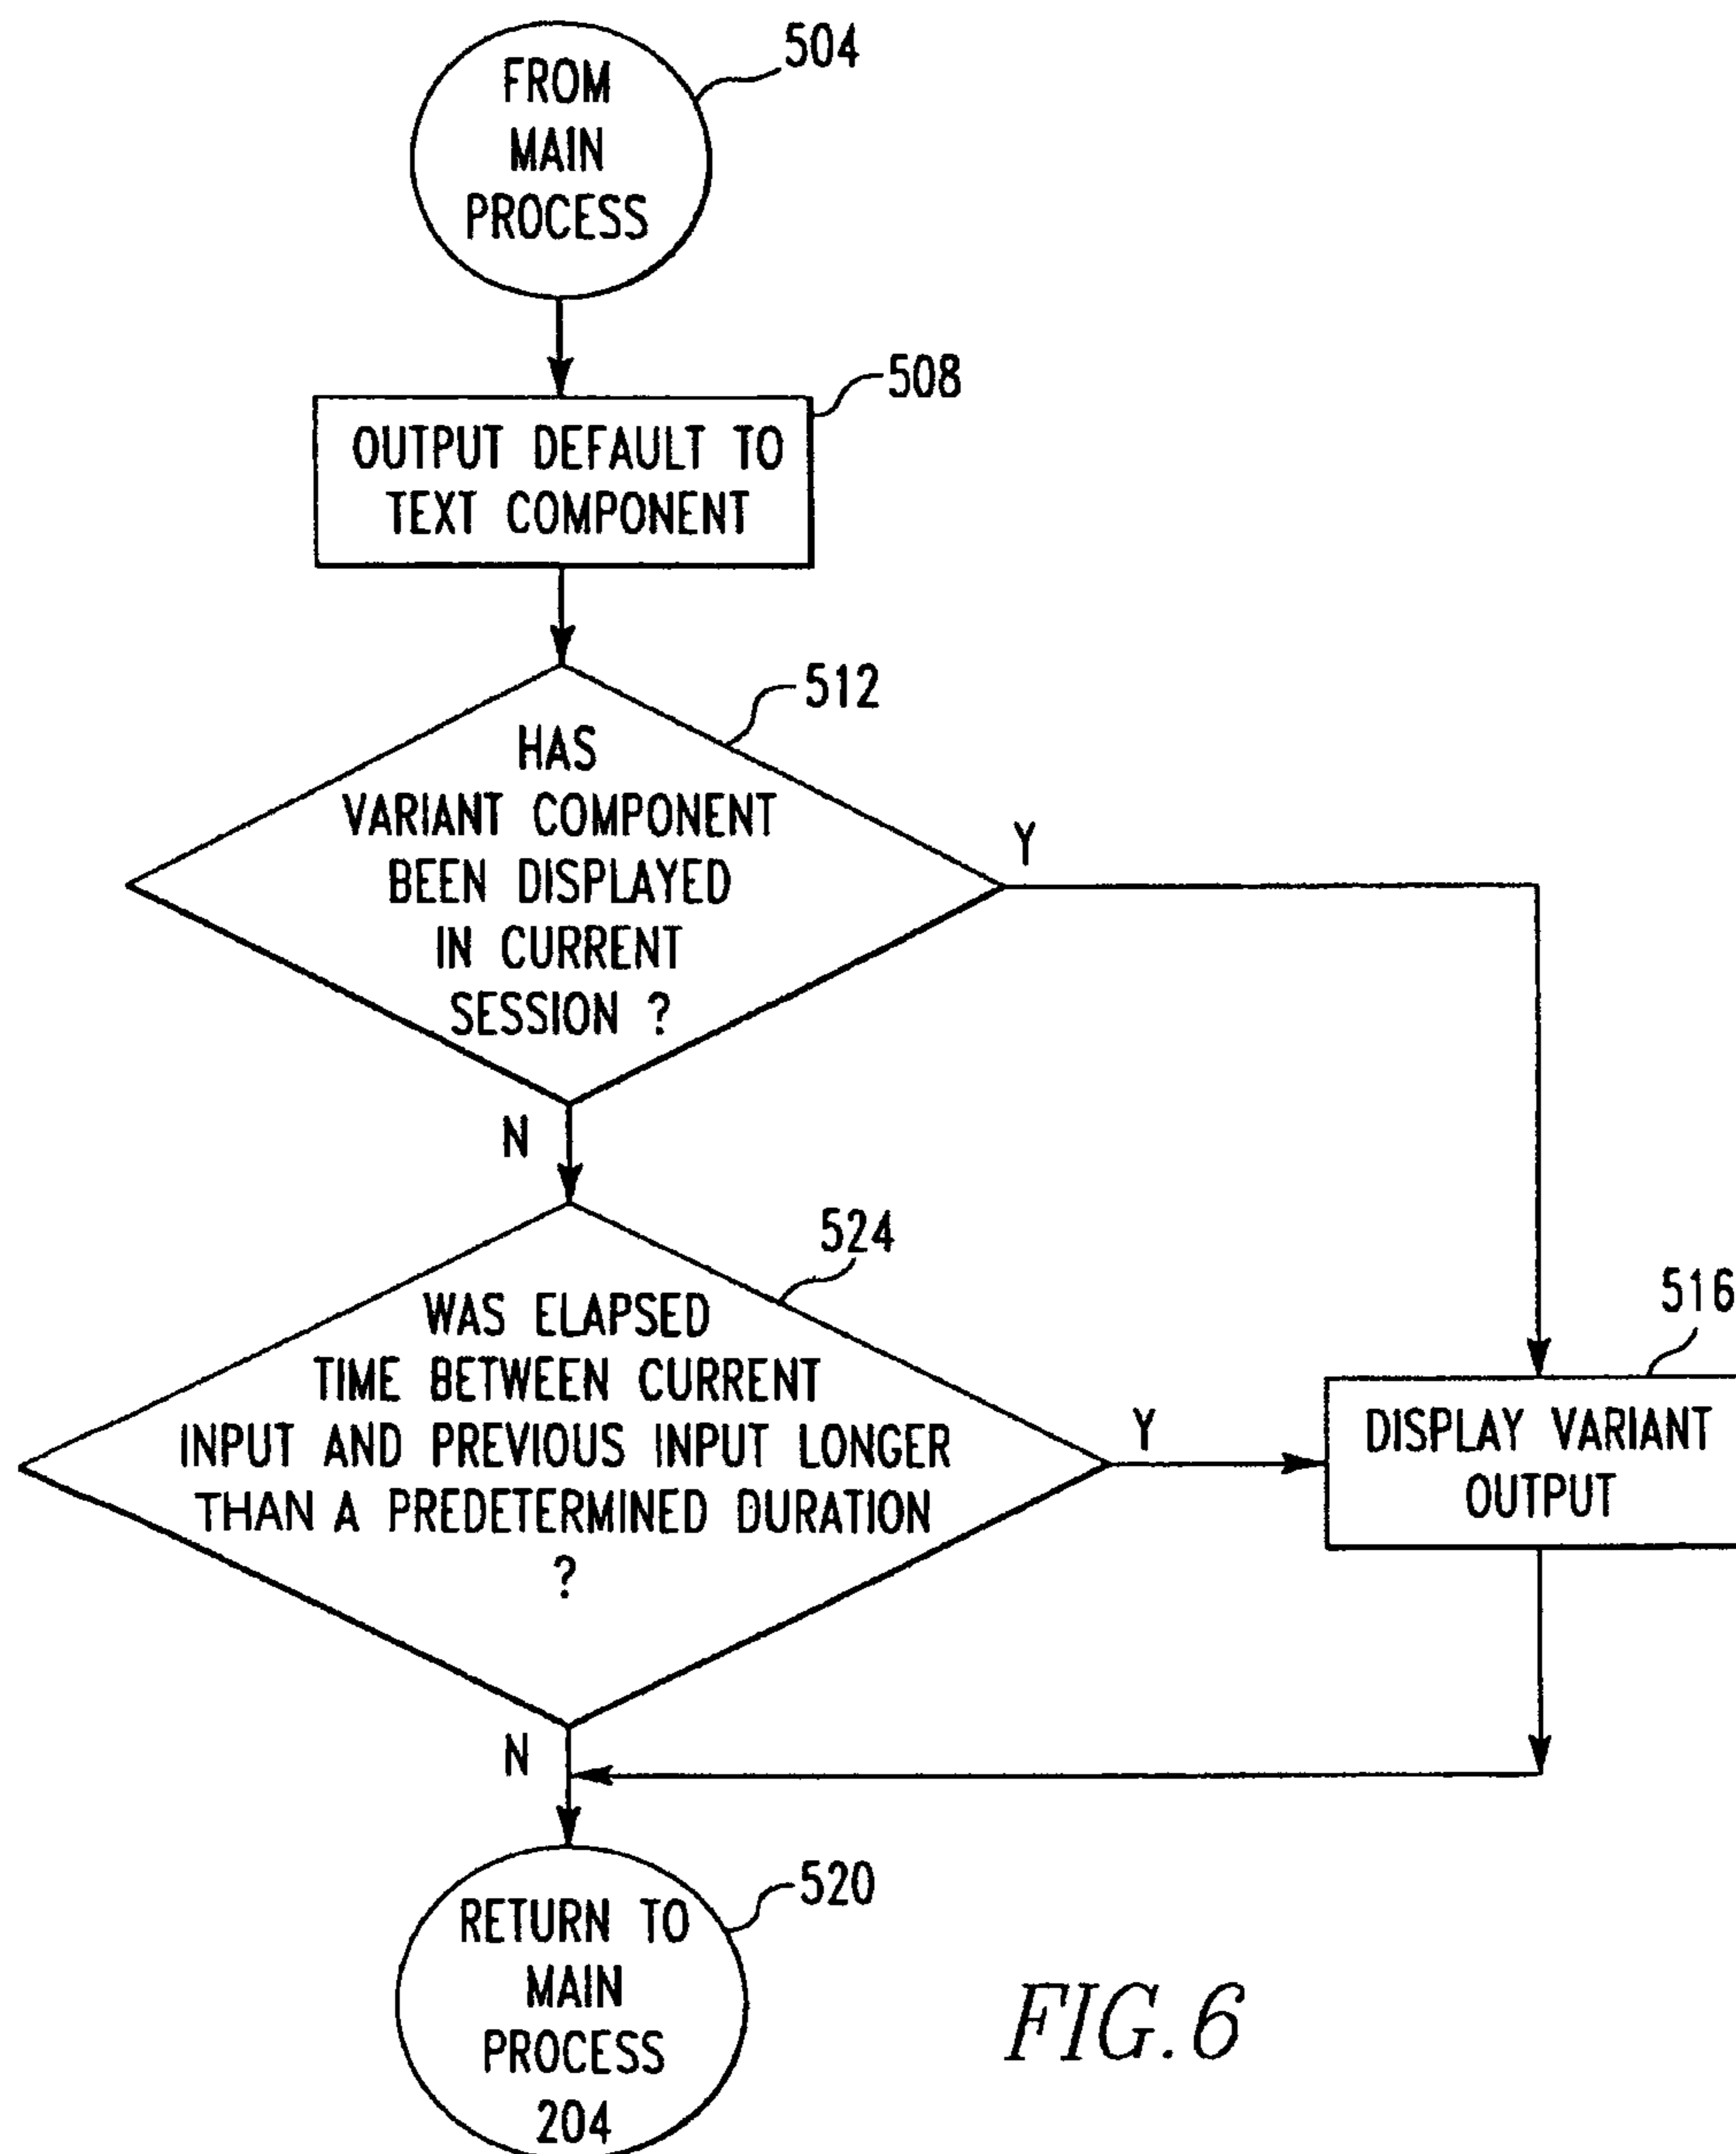 FROM
MAIN
PROCESS
504
OUTPUT DEFAULT TO
TEXT COMPONENT
508
HAS
VARIANT COMPONENT
BEEN DISPLAYED
IN CURRENT
SESSION ?
512
Y
N
WAS ELAPSED
TIME BETWEEN CURRENT
INPUT AND PREVIOUS INPUT LONGER
THAN A PREDETERMINED DURATION
?
524
Y
516
DISPLAY VARIANT
OUTPUT
N
RETURN TO
MAIN
PROCESS
204
520
FIG. 6